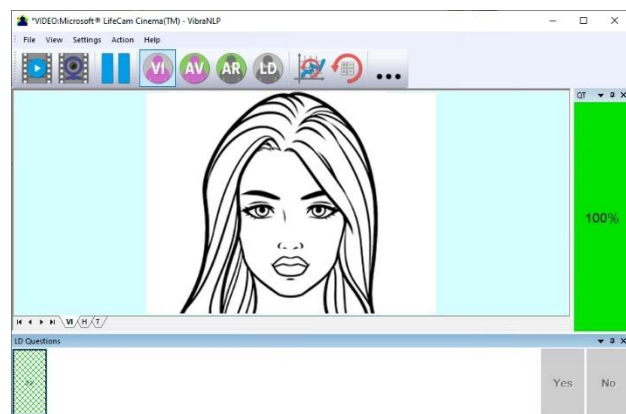 *VIDEO:Microsoft® LifeCam Cinema(TM) - VibraNLP
File View Settings Action Help
VI AV AR LD ...
QT
100%
VI H T
LD Questions
>> Yes No